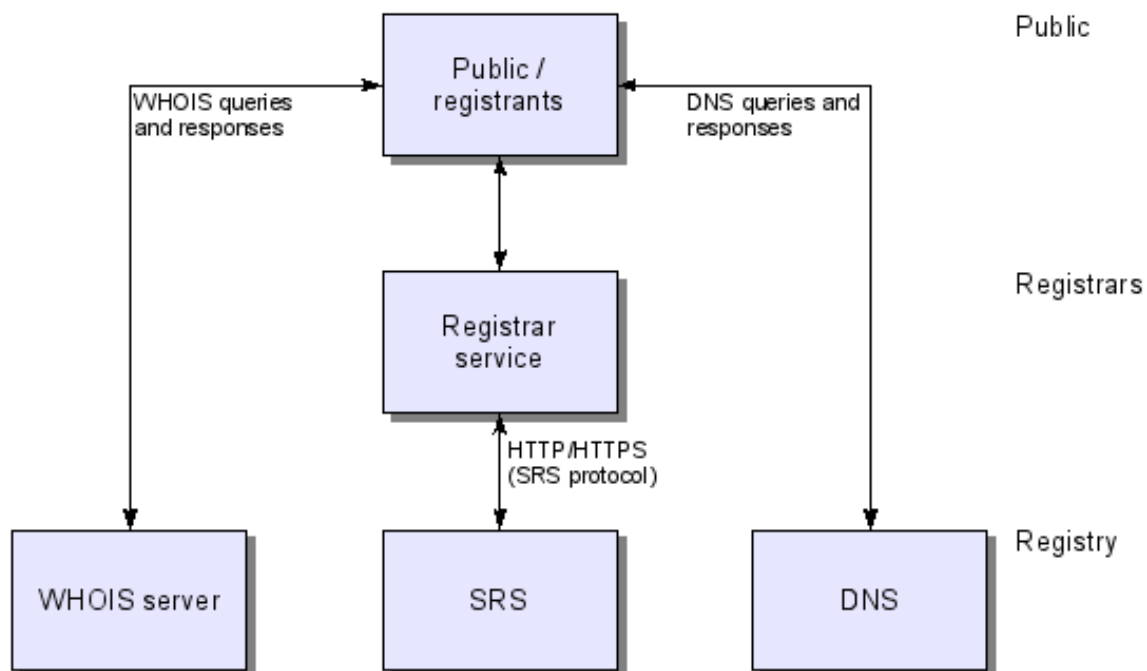 Public
Public /
registrants
WHOIS queries
and responses
DNS queries and
responses
Registrars
Registrar
service
HTTP/HTTPS
(SRS protocol)
Registry
WHOIS server
SRS
DNS